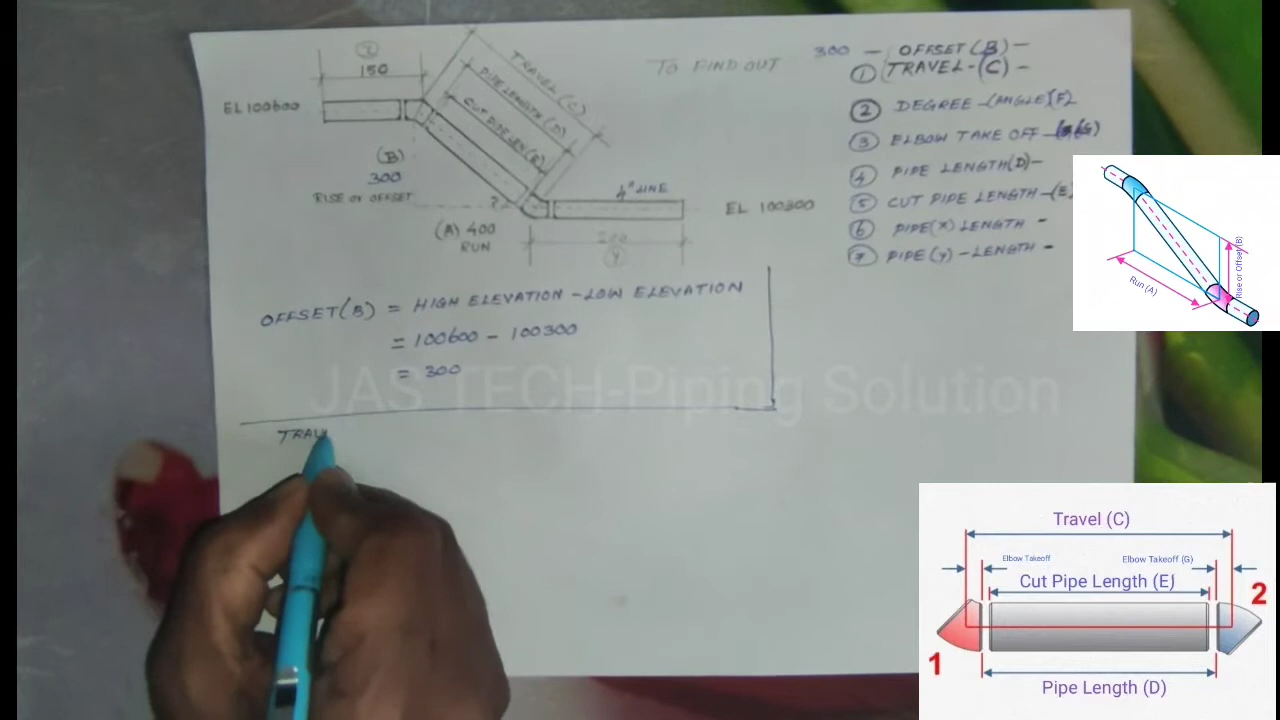 (X)
150
EL 100600
TRAVEL (C)
PIPE LENGTH (D)
CUT PIPE LEN (E)
(B)
300
RISE or OFFSET
?
4" LINE
EL 100300
(A) 400
RUN
200
(Y)
TO FIND OUT
300 - OFFSET (B) -
① TRAVEL - (C) -
② DEGREE - (ANGLE)(F)
③ ELBOW TAKE OFF - (G)
④ PIPE LENGTH (D) -
⑤ CUT PIPE LENGTH - (E)
⑥ PIPE (X) LENGTH -
⑦ PIPE (Y) - LENGTH -
OFFSET (B) = HIGH ELEVATION - LOW ELEVATION
= 100600 - 100300
= 300
JAS TECH-Piping Solution
TRAV
Run (A)
Rise or Offset (B)
Travel (C)
Elbow Takeoff
Elbow Takeoff (G)
Cut Pipe Length (E)
1
2
Pipe Length (D)